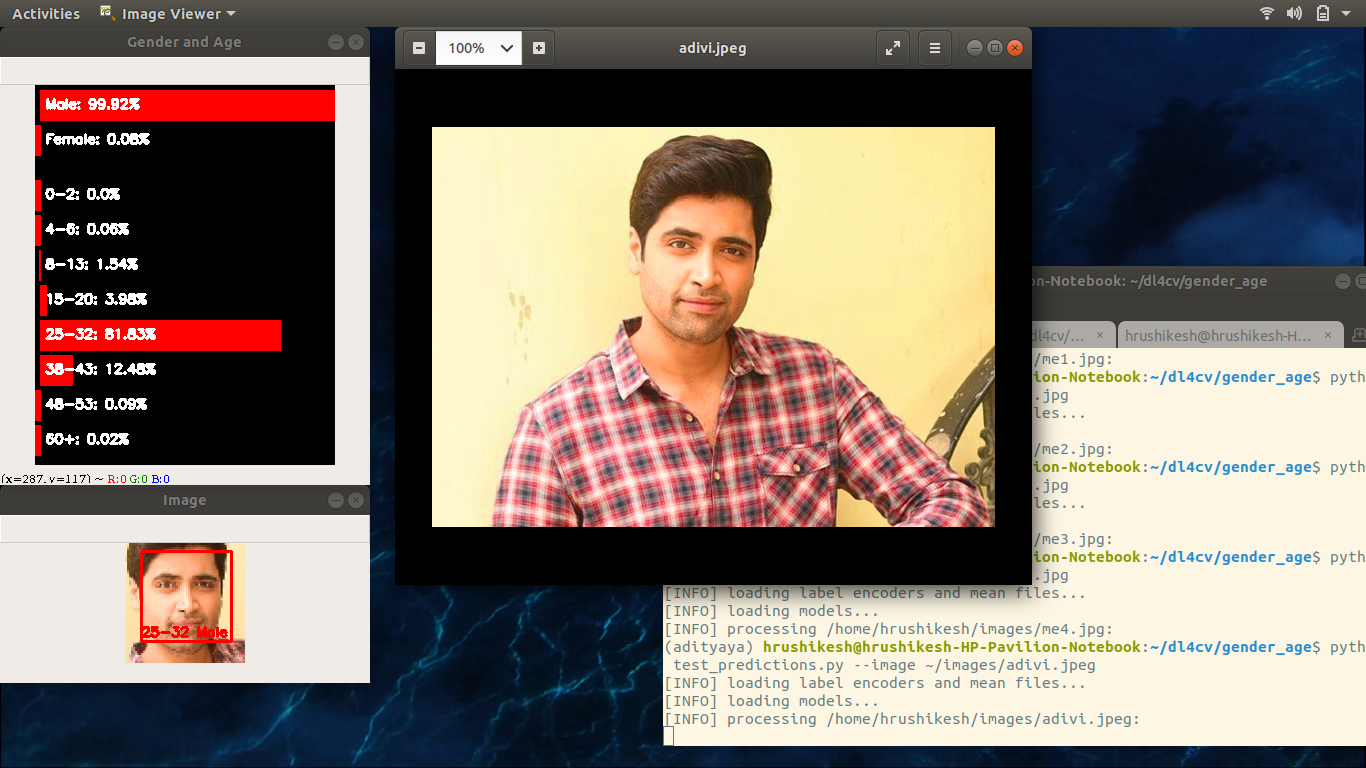 Activities
Image Viewer
Gender and Age
Male: 99.92%
Female: 0.08%
0-2: 0.0%
4-6: 0.06%
8-13: 1.54%
15-20: 3.98%
25-32: 81.83%
38-43: 12.48%
48-53: 0.09%
60+: 0.02%
(x=287, y=117) ~ R:0 G:0 B:0
Image
25-32 Male
100%
adivi.jpeg
on-Notebook: ~/dl4cv/gender_age
dl4cv/...
hrushikesh@hrushikesh-H...
/me1.jpg:
ion-Notebook:~/dl4cv/gender_age$ pyth
.jpg
les...
/me2.jpg:
ion-Notebook:~/dl4cv/gender_age$ pyth
.jpg
les...
/me3.jpg:
ion-Notebook:~/dl4cv/gender_age$ pyth
.jpg
[INFO] loading label encoders and mean files...
[INFO] loading models...
[INFO] processing /home/hrushikesh/images/me4.jpg:
(adityaya) hrushikesh@hrushikesh-HP-Pavilion-Notebook:~/dl4cv/gender_age$ pyth
test_predictions.py --image ~/images/adivi.jpeg
[INFO] loading label encoders and mean files...
[INFO] loading models...
[INFO] processing /home/hrushikesh/images/adivi.jpeg: